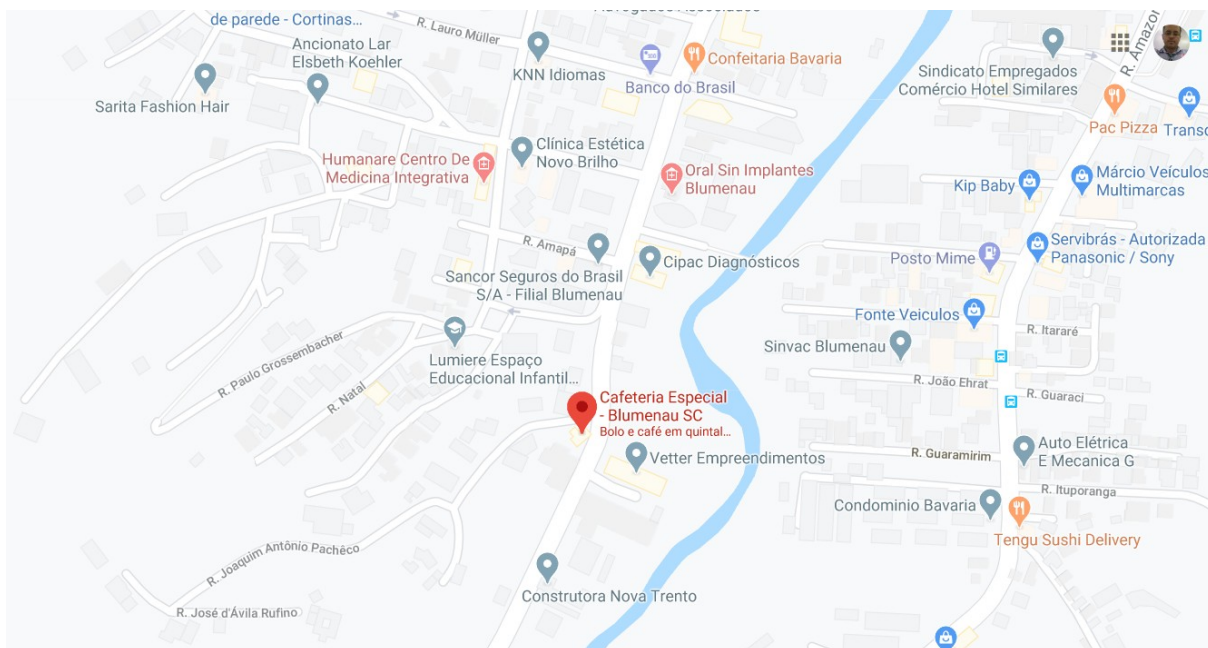 Advogados Associados
de parede - Cortinas...
R. Lauro Müller
Ancionato Lar
Elsbeth Koehler
KNN Idiomas
Banco do Brasil
Confeitaria Bavaria
Sindicato Empregados
Comércio Hotel Similares
R. Amazon
Sarita Fashion Hair
Pac Pizza
Clínica Estética
Novo Brilho
Humanare Centro De
Medicina Integrativa
Oral Sin Implantes
Blumenau
Kip Baby
Márcio Veículos
Multimarcas
R. Amapá
Sancor Seguros do Brasil
S/A - Filial Blumenau
Cipac Diagnósticos
Posto Mime
Servibrás - Autorizada
Panasonic / Sony
Fonte Veiculos
R. Itararé
Sinvac Blumenau
R. Paulo Grossembacher
Lumiere Espaço
Educacional Infantil...
R. Natal
R. João Ehrat
R. Guaraci
Cafeteria Especial
- Blumenau SC
Bolo e café em quintal...
Vetter Empreendimentos
R. Guaramirim
Auto Elétrica
E Mecanica G
R. Ituporanga
Condominio Bavaria
Tengu Sushi Delivery
R. Joaquim Antônio Pachêco
Construtora Nova Trento
R. José d'Ávila Rufino